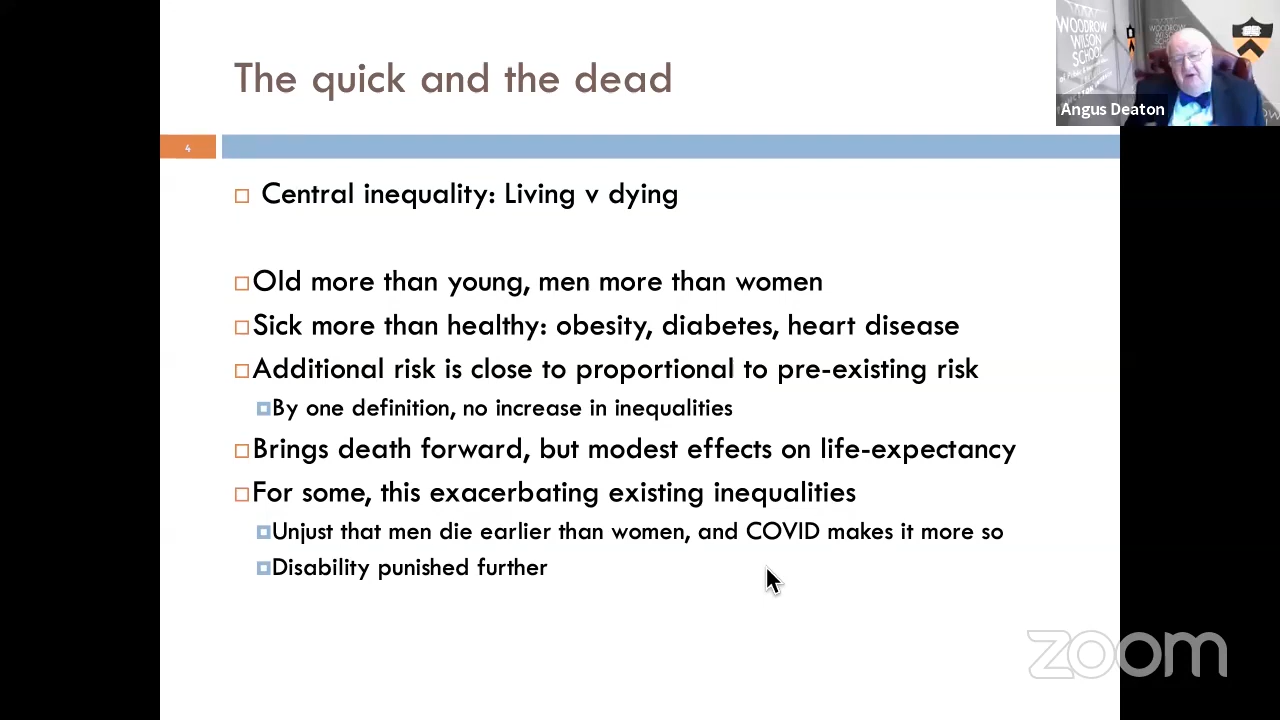 The quick and the dead
WOODROW
WILSON
SCHOOL
Angus Deaton
4
Central inequality: Living v dying
Old more than young, men more than women
Sick more than healthy: obesity, diabetes, heart disease
Additional risk is close to proportional to pre-existing risk
By one definition, no increase in inequalities
Brings death forward, but modest effects on life-expectancy
For some, this exacerbating existing inequalities
Unjust that men die earlier than women, and COVID makes it more so
Disability punished further
zoom